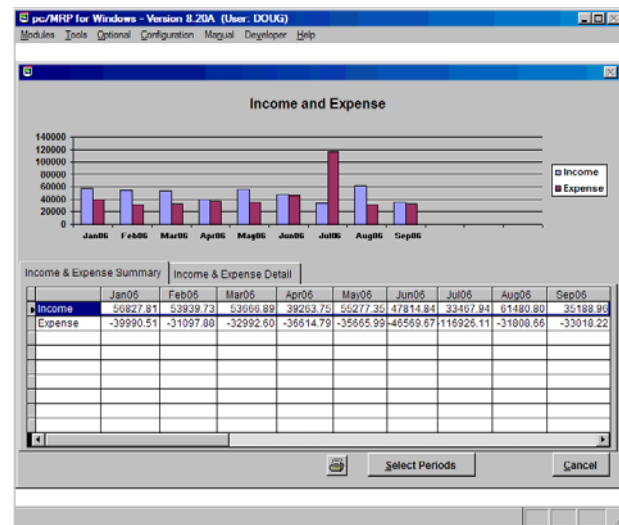 pc/MRP for Windows - Version 8.20A (User: DOUG)
Modules Tools Optional Configuration Manual Developer Help
Income and Expense
140000
120000
100000
80000
60000
40000
20000
0
Jan06 Feb06 Mar06 Apr06 May06 Jun06 Jul06 Aug06 Sep06
Income
Expense
Income & Expense Summary Income & Expense Detail
Jan06 Feb06 Mar06 Apr06 May06 Jun06 Jul06 Aug06 Sep06
Income 56827.81 53939.73 53666.89 39263.75 55277.35 47814.84 33467.94 61480.80 35188.96
Expense -39990.51 -31097.88 -32992.60 -36614.79 -35665.99 -46569.67 -116926.11 -31808.66 -33018.22
Select Periods Cancel